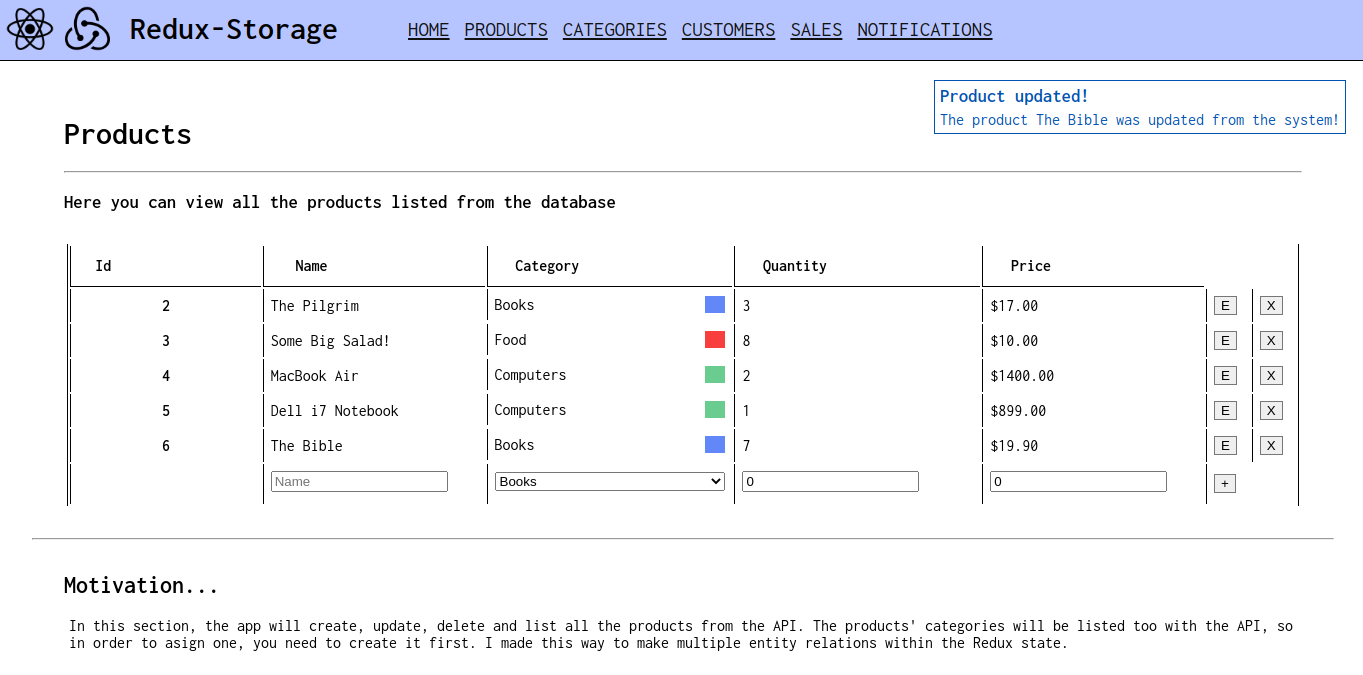 Redux-Storage HOME PRODUCTS CATEGORIES CUSTOMERS SALES NOTIFICATIONS
Product updated!
The product The Bible was updated from the system!
Products
Here you can view all the products listed from the database
Id Name Category Quantity Price
2 The Pilgrim Books 3 $17.00 E X
3 Some Big Salad! Food 8 $10.00 E X
4 MacBook Air Computers 2 $1400.00 E X
5 Dell i7 Notebook Computers 1 $899.00 E X
6 The Bible Books 7 $19.90 E X
Name Books 0 0 +
Motivation...
In this section, the app will create, update, delete and list all the products from the API. The products' categories will be listed too with the API, so
in order to asign one, you need to create it first. I made this way to make multiple entity relations within the Redux state.